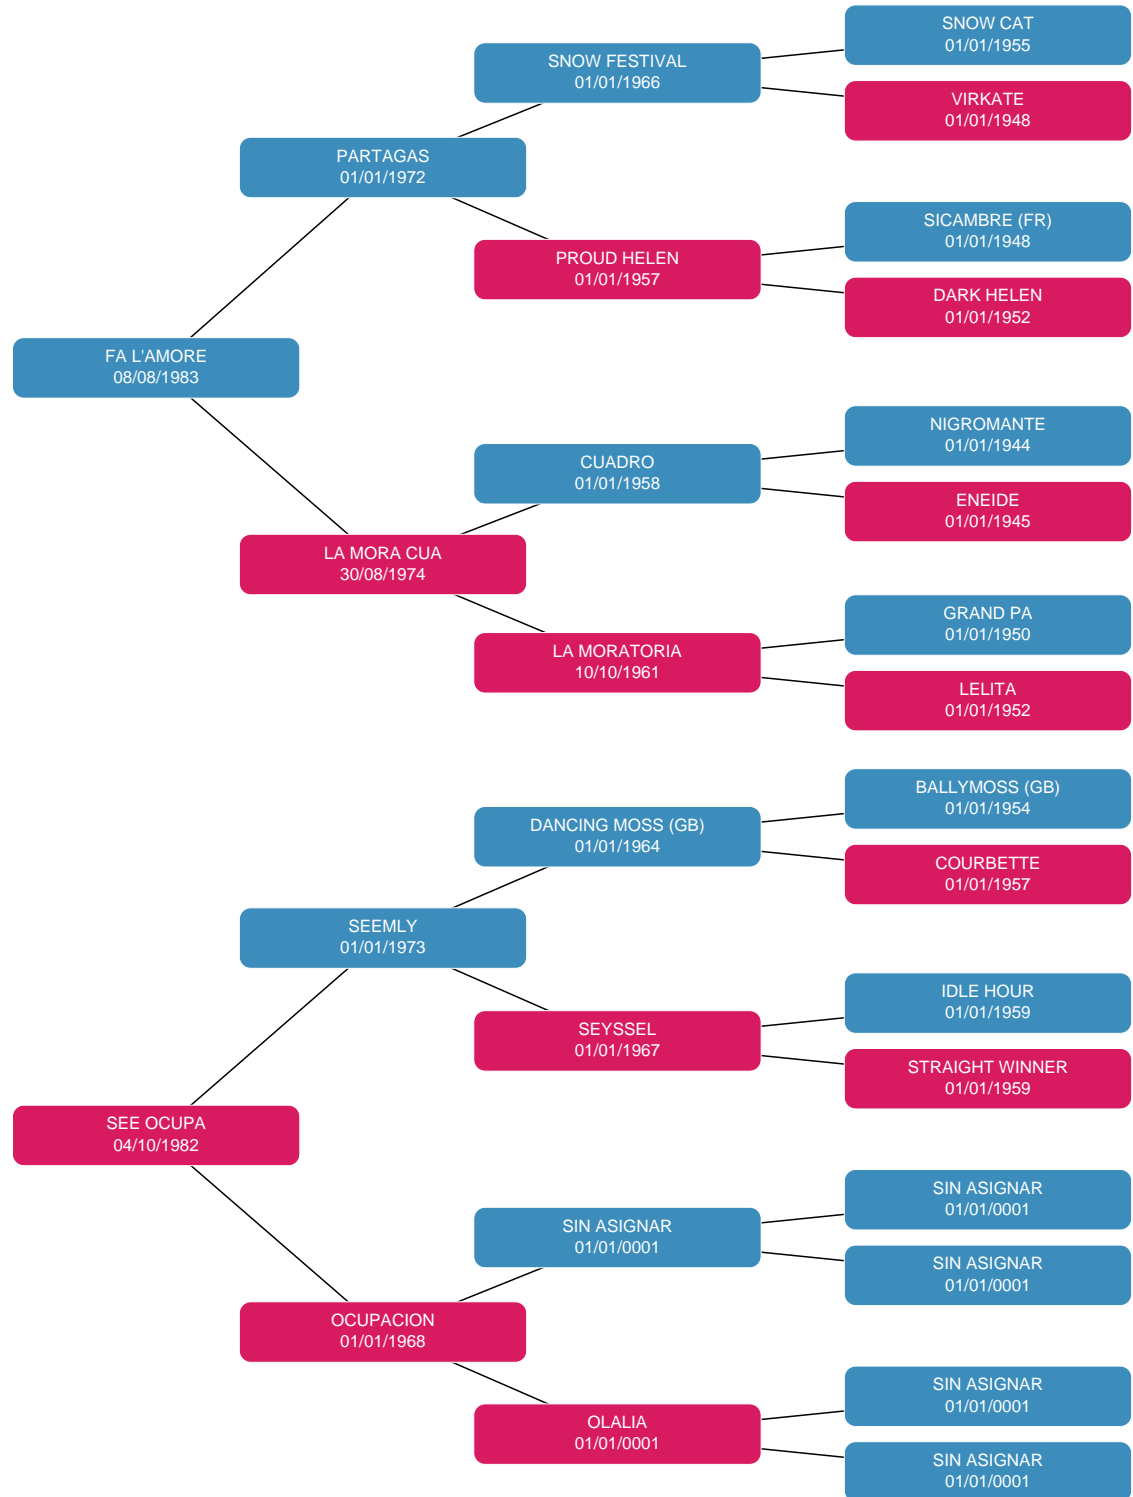 SNOW CAT
01/01/1955
SNOW FESTIVAL
01/01/1966
VIRKATE
01/01/1948
PARTAGAS
01/01/1972
SICAMBRE (FR)
01/01/1948
PROUD HELEN
01/01/1957
DARK HELEN
01/01/1952
FA L'AMORE
08/08/1983
NIGROMANTE
01/01/1944
CUADRO
01/01/1958
ENEIDE
01/01/1945
LA MORA CUA
30/08/1974
GRAND PA
01/01/1950
LA MORATORIA
10/10/1961
LELITA
01/01/1952
BALLYMOSS (GB)
01/01/1954
DANCING MOSS (GB)
01/01/1964
COURBETTE
01/01/1957
SEEMLY
01/01/1973
IDLE HOUR
01/01/1959
SEYSSEL
01/01/1967
STRAIGHT WINNER
01/01/1959
SEE OCUPA
04/10/1982
SIN ASIGNAR
01/01/0001
SIN ASIGNAR
01/01/0001
SIN ASIGNAR
01/01/0001
OCUPACION
01/01/1968
SIN ASIGNAR
01/01/0001
OLALIA
01/01/0001
SIN ASIGNAR
01/01/0001